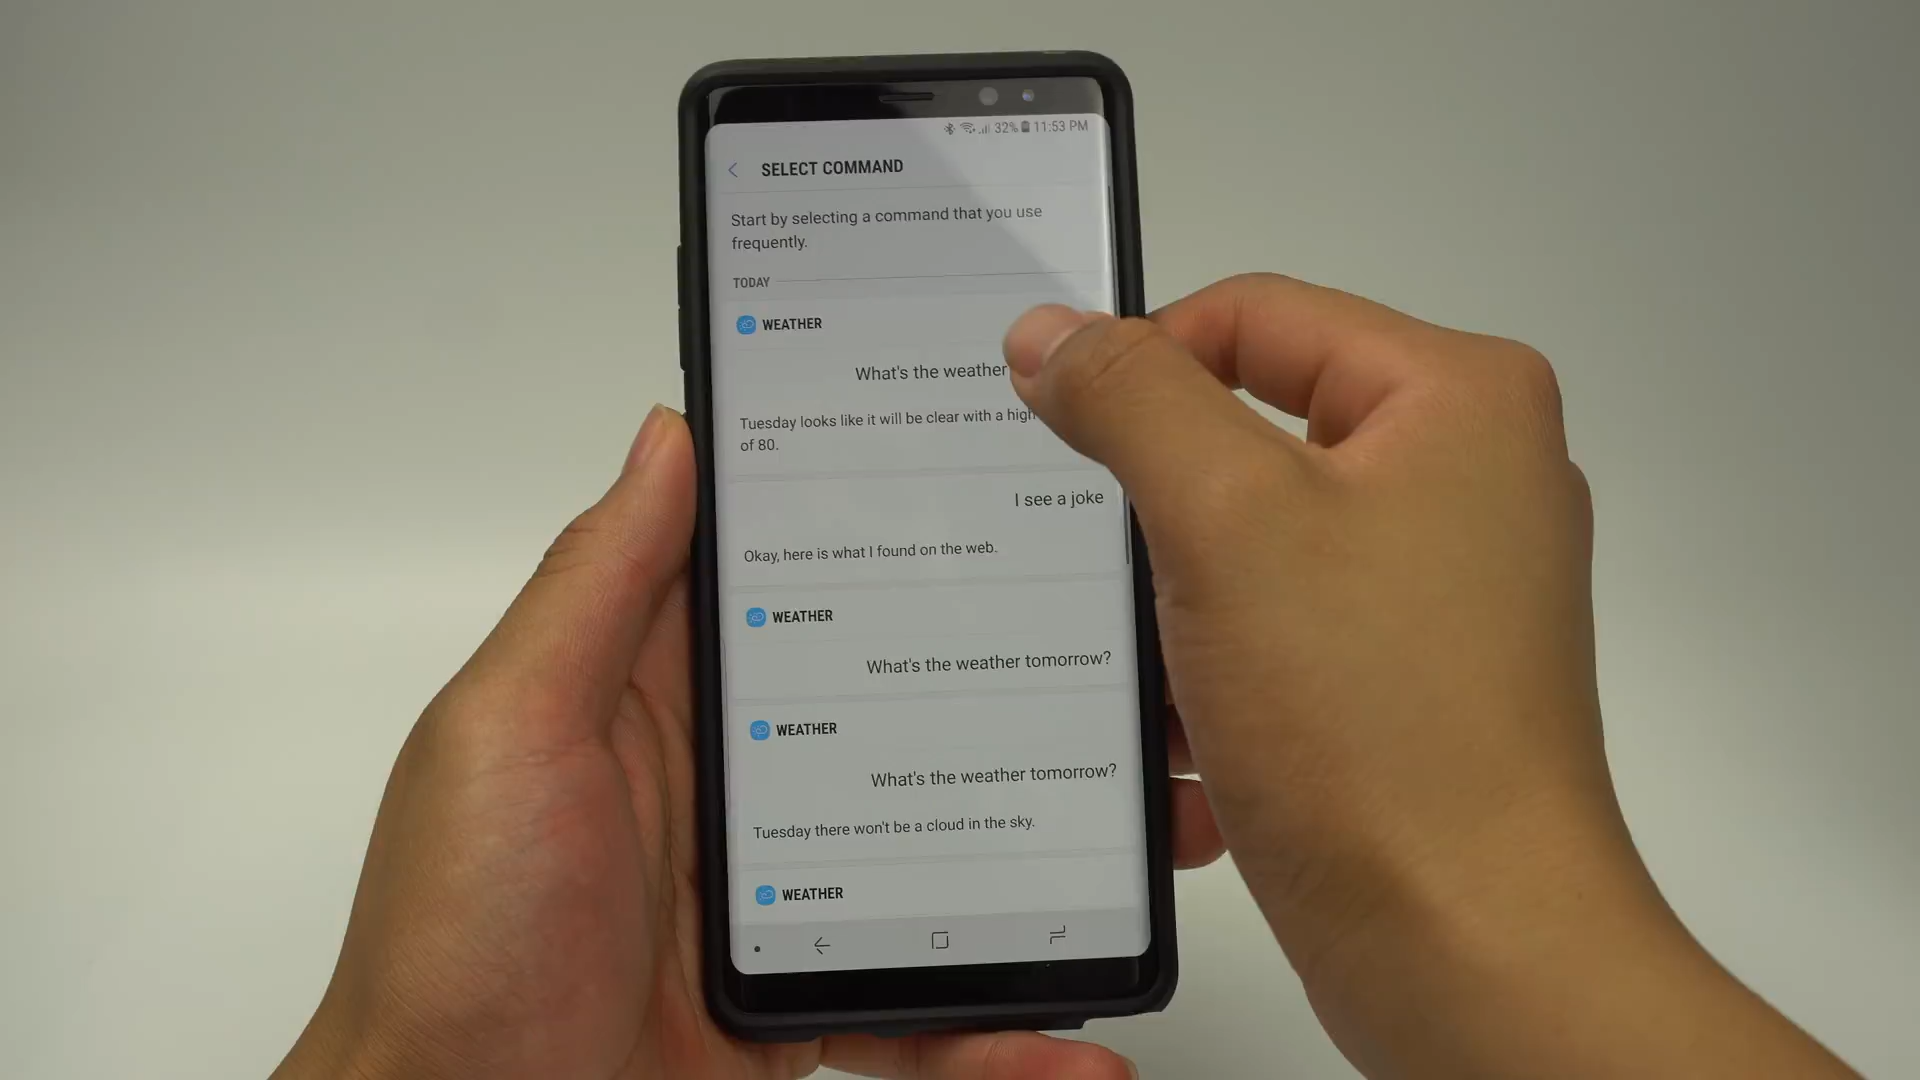 32% 11:53 PM
SELECT COMMAND
Start by selecting a command that you use
frequently.
TODAY
WEATHER
What's the weather
Tuesday looks like it will be clear with a high
of 80.
I see a joke
Okay, here is what I found on the web.
WEATHER
What's the weather tomorrow?
WEATHER
What's the weather tomorrow?
Tuesday there won't be a cloud in the sky.
WEATHER